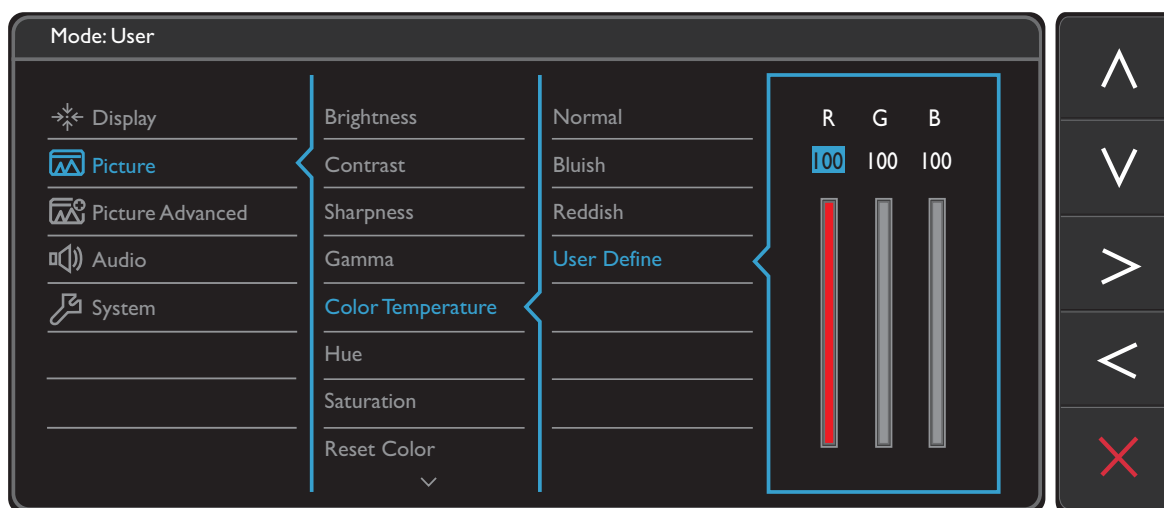 Mode: User
Display
Picture
Picture Advanced
Audio
System
Brightness
Contrast
Sharpness
Gamma
Color Temperature
Hue
Saturation
Reset Color
Normal
Bluish
Reddish
User Define
R G B
100 100 100